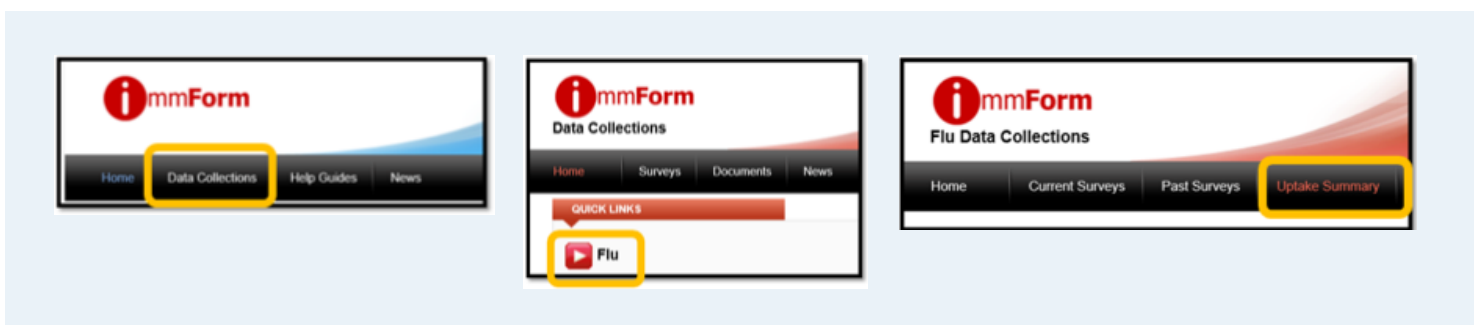 immForm
Home Data Collections Help Guides News
immForm
Data Collections
Home Surveys Documents News
QUICK LINKS
Flu
immForm
Flu Data Collections
Home Current Surveys Past Surveys Uptake Summary